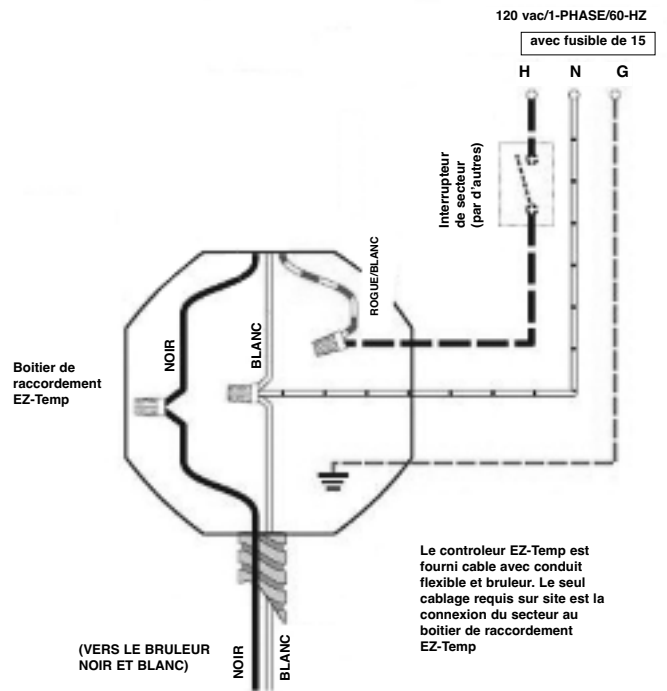 120 vac/1-PHASE/60-HZ
avec fusible de 15
H N G
Interrupteur
de secteur
(par d'autres)
ROGUE/BLANC
NOIR
BLANC
Boitier de
raccordement
EZ-Temp
Le controleur EZ-Temp est
fourni cable avec conduit
flexible et bruleur. Le seul
cablage requis sur site est la
connexion du secteur au
boitier de raccordement
EZ-Temp
(VERS LE BRULEUR
NOIR ET BLANC)
NOIR
BLANC